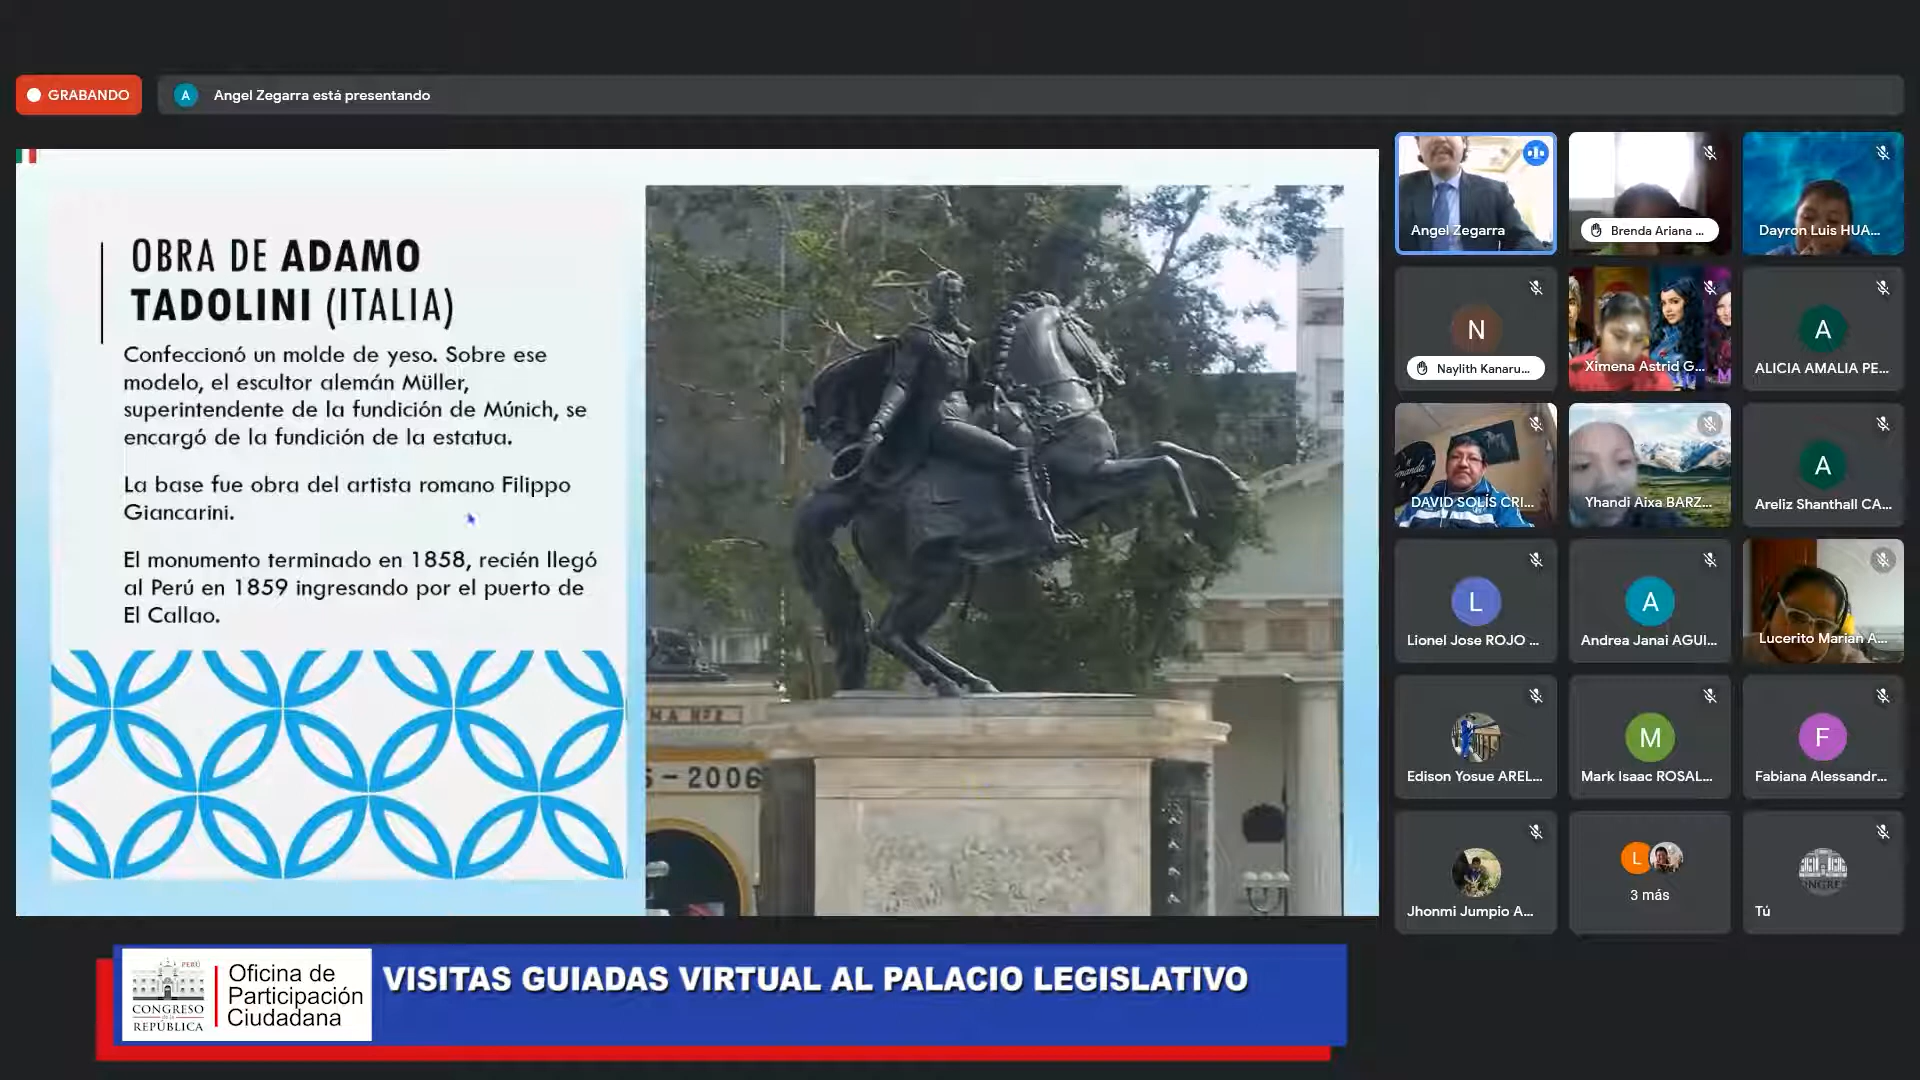 GRABANDO
A
Angel Zegarra está presentando
OBRA DE ADAMO
TADOLINI (ITALIA)
Confeccionó un molde de yeso. Sobre ese
modelo, el escultor alemán Müller,
superintendente de la fundición de Múnich, se
encargó de la fundición de la estatua.
La base fue obra del artista romano Filippo
Giancarini.
El monumento terminado en 1858, recién llegó
al Perú en 1859 ingresando por el puerto de
El Callao.
- 2006
Angel Zegarra
Brenda Ariana ...
Dayron Luis HUA...
N
Naylith Kanaru...
Ximena Astrid G...
A
ALICIA AMALIA PE...
DAVID SOLÍS CRI...
Yhandi Aixa BARZ...
A
Areliz Shanthall CA...
L
Lionel Jose ROJO ...
A
Andrea Janai AGUI...
Lucerito Marian A...
Edison Yosue AREL...
M
Mark Isaac ROSAL...
F
Fabiana Alessandr...
Jhonmi Jumpio A...
L
3 más
Tú
PERÚ
CONGRESO
de la
REPÚBLICA
Oficina de
Participación
Ciudadana
VISITAS GUIADAS VIRTUAL AL PALACIO LEGISLATIVO